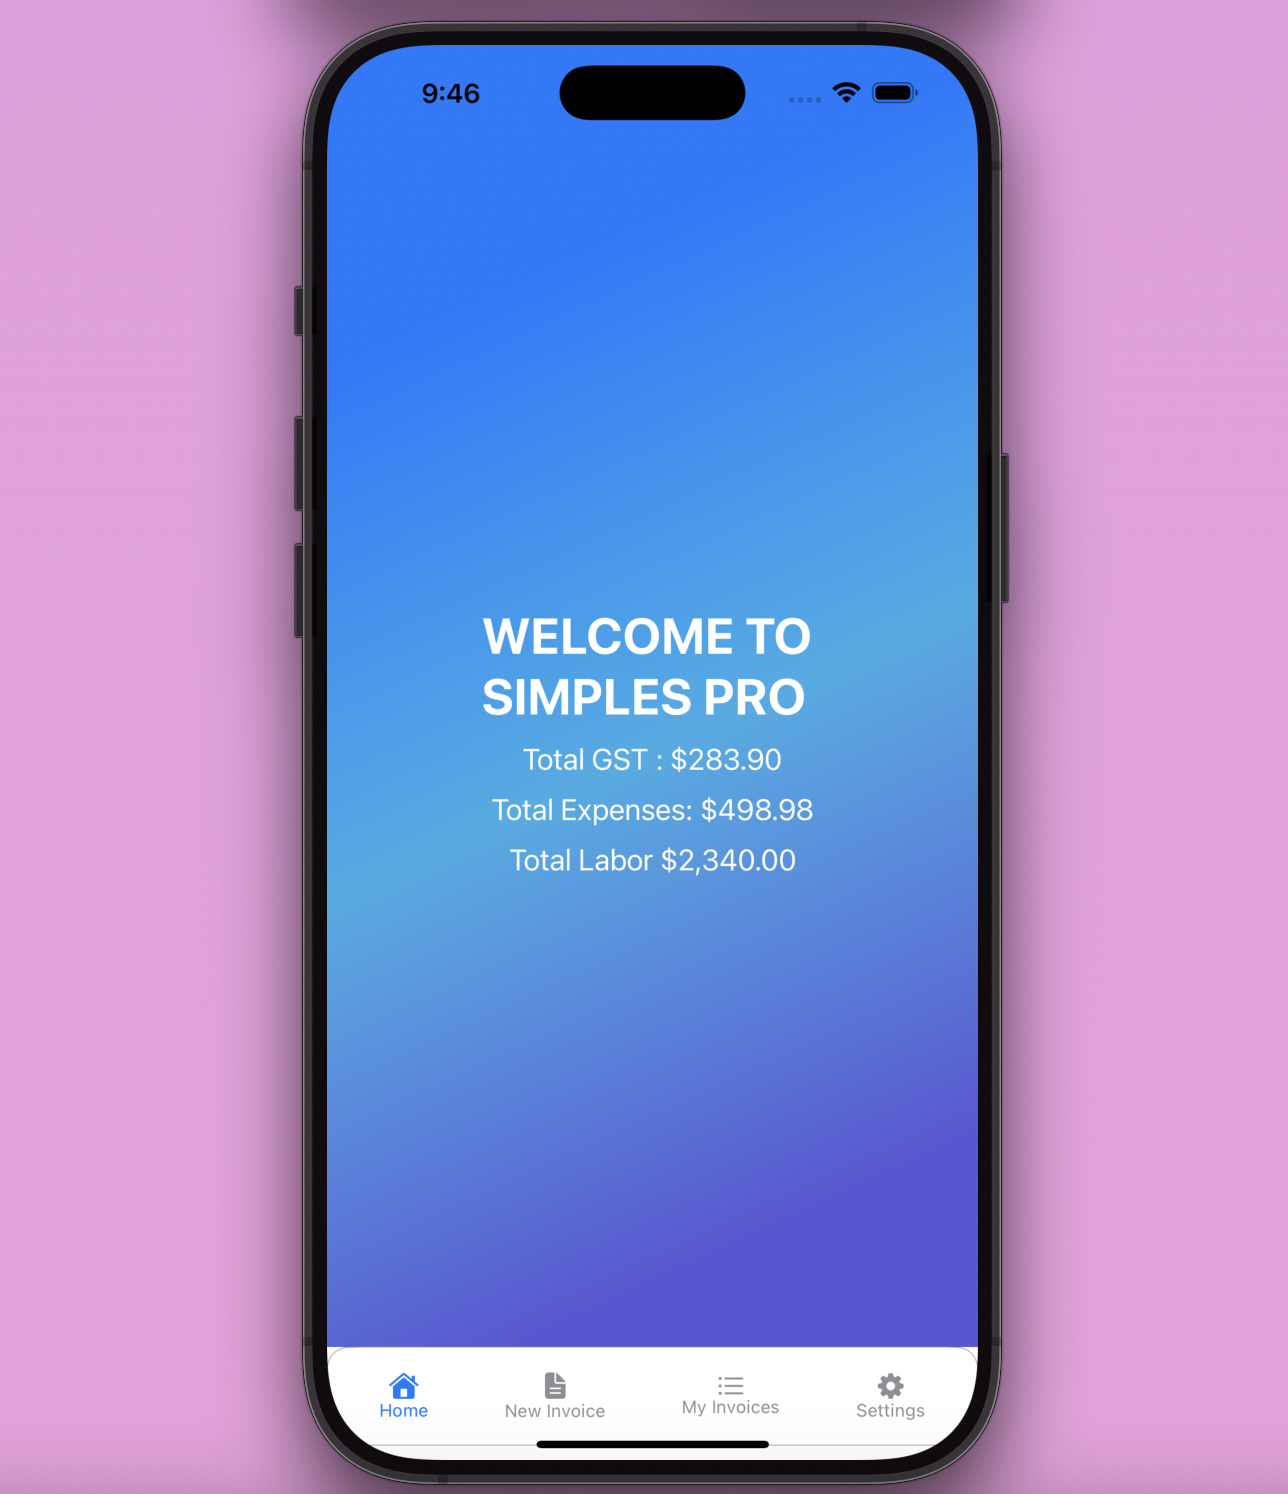 9:46
WELCOME TO
SIMPLES PRO
Total GST : $283.90
Total Expenses: $498.98
Total Labor $2,340.00
Home
New Invoice
My Invoices
Settings